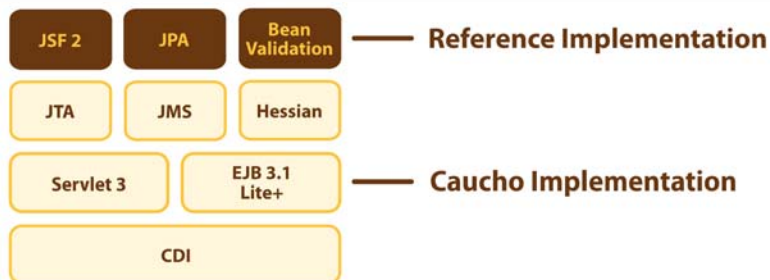 JSF 2
JPA
Bean
Validation
Reference Implementation
JTA
JMS
Hessian
Servlet 3
EJB 3.1
Lite+
Caucho Implementation
CDI